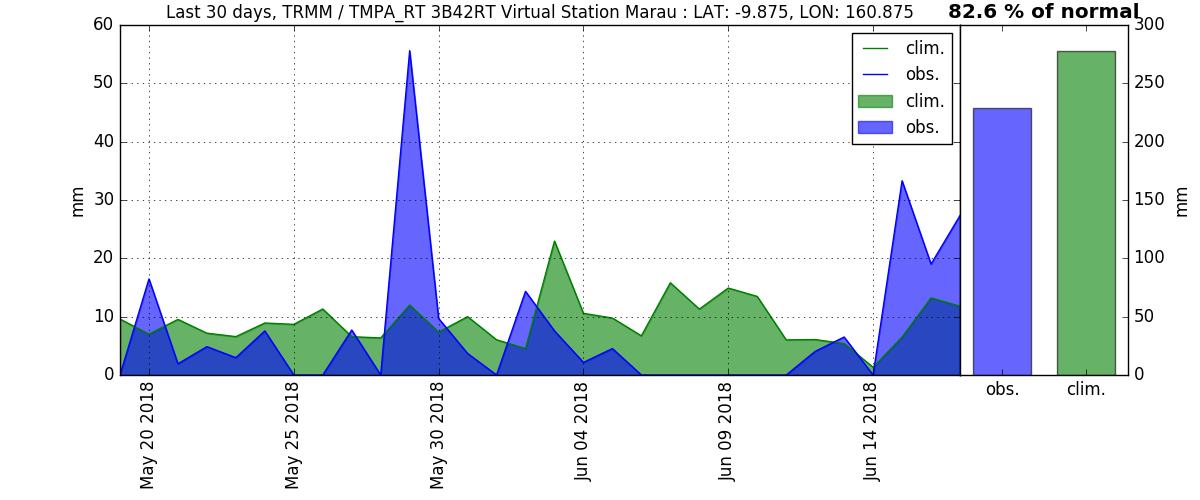 Last 30 days, TRMM / TMPA_RT 3B42RT Virtual Station Marau : LAT: -9.875, LON: 160.875
82.6 % of normal
60
50
40
30
20
10
0
mm
clim.
obs.
clim.
obs.
300
250
200
150
100
50
0
mm
May 20 2018
May 25 2018
May 30 2018
Jun 04 2018
Jun 09 2018
Jun 14 2018
obs.
clim.